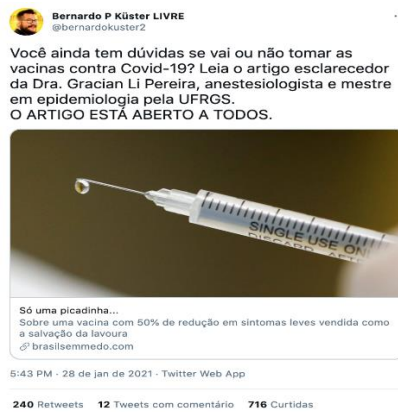 Bernardo P Küster LIVRE
@bernardokuster2
Você ainda tem dúvidas se vai ou não tomar as
vacinas contra Covid-19? Leia o artigo esclarecedor
da Dra. Gracian Li Pereira, anestesiologista e mestre
em epidemiologia pela UFRGS.
O ARTIGO ESTÁ ABERTO A TODOS.
SINGLE USE ON
Só uma picadinha...
Sobre uma vacina com 50% de redução em sintomas leves vendida como
a salvação da lavoura
brasilsemmedo.com
5:43 PM · 28 de jan de 2021 · Twitter Web App
240 Retweets 12 Tweets com comentário 716 Curtidas